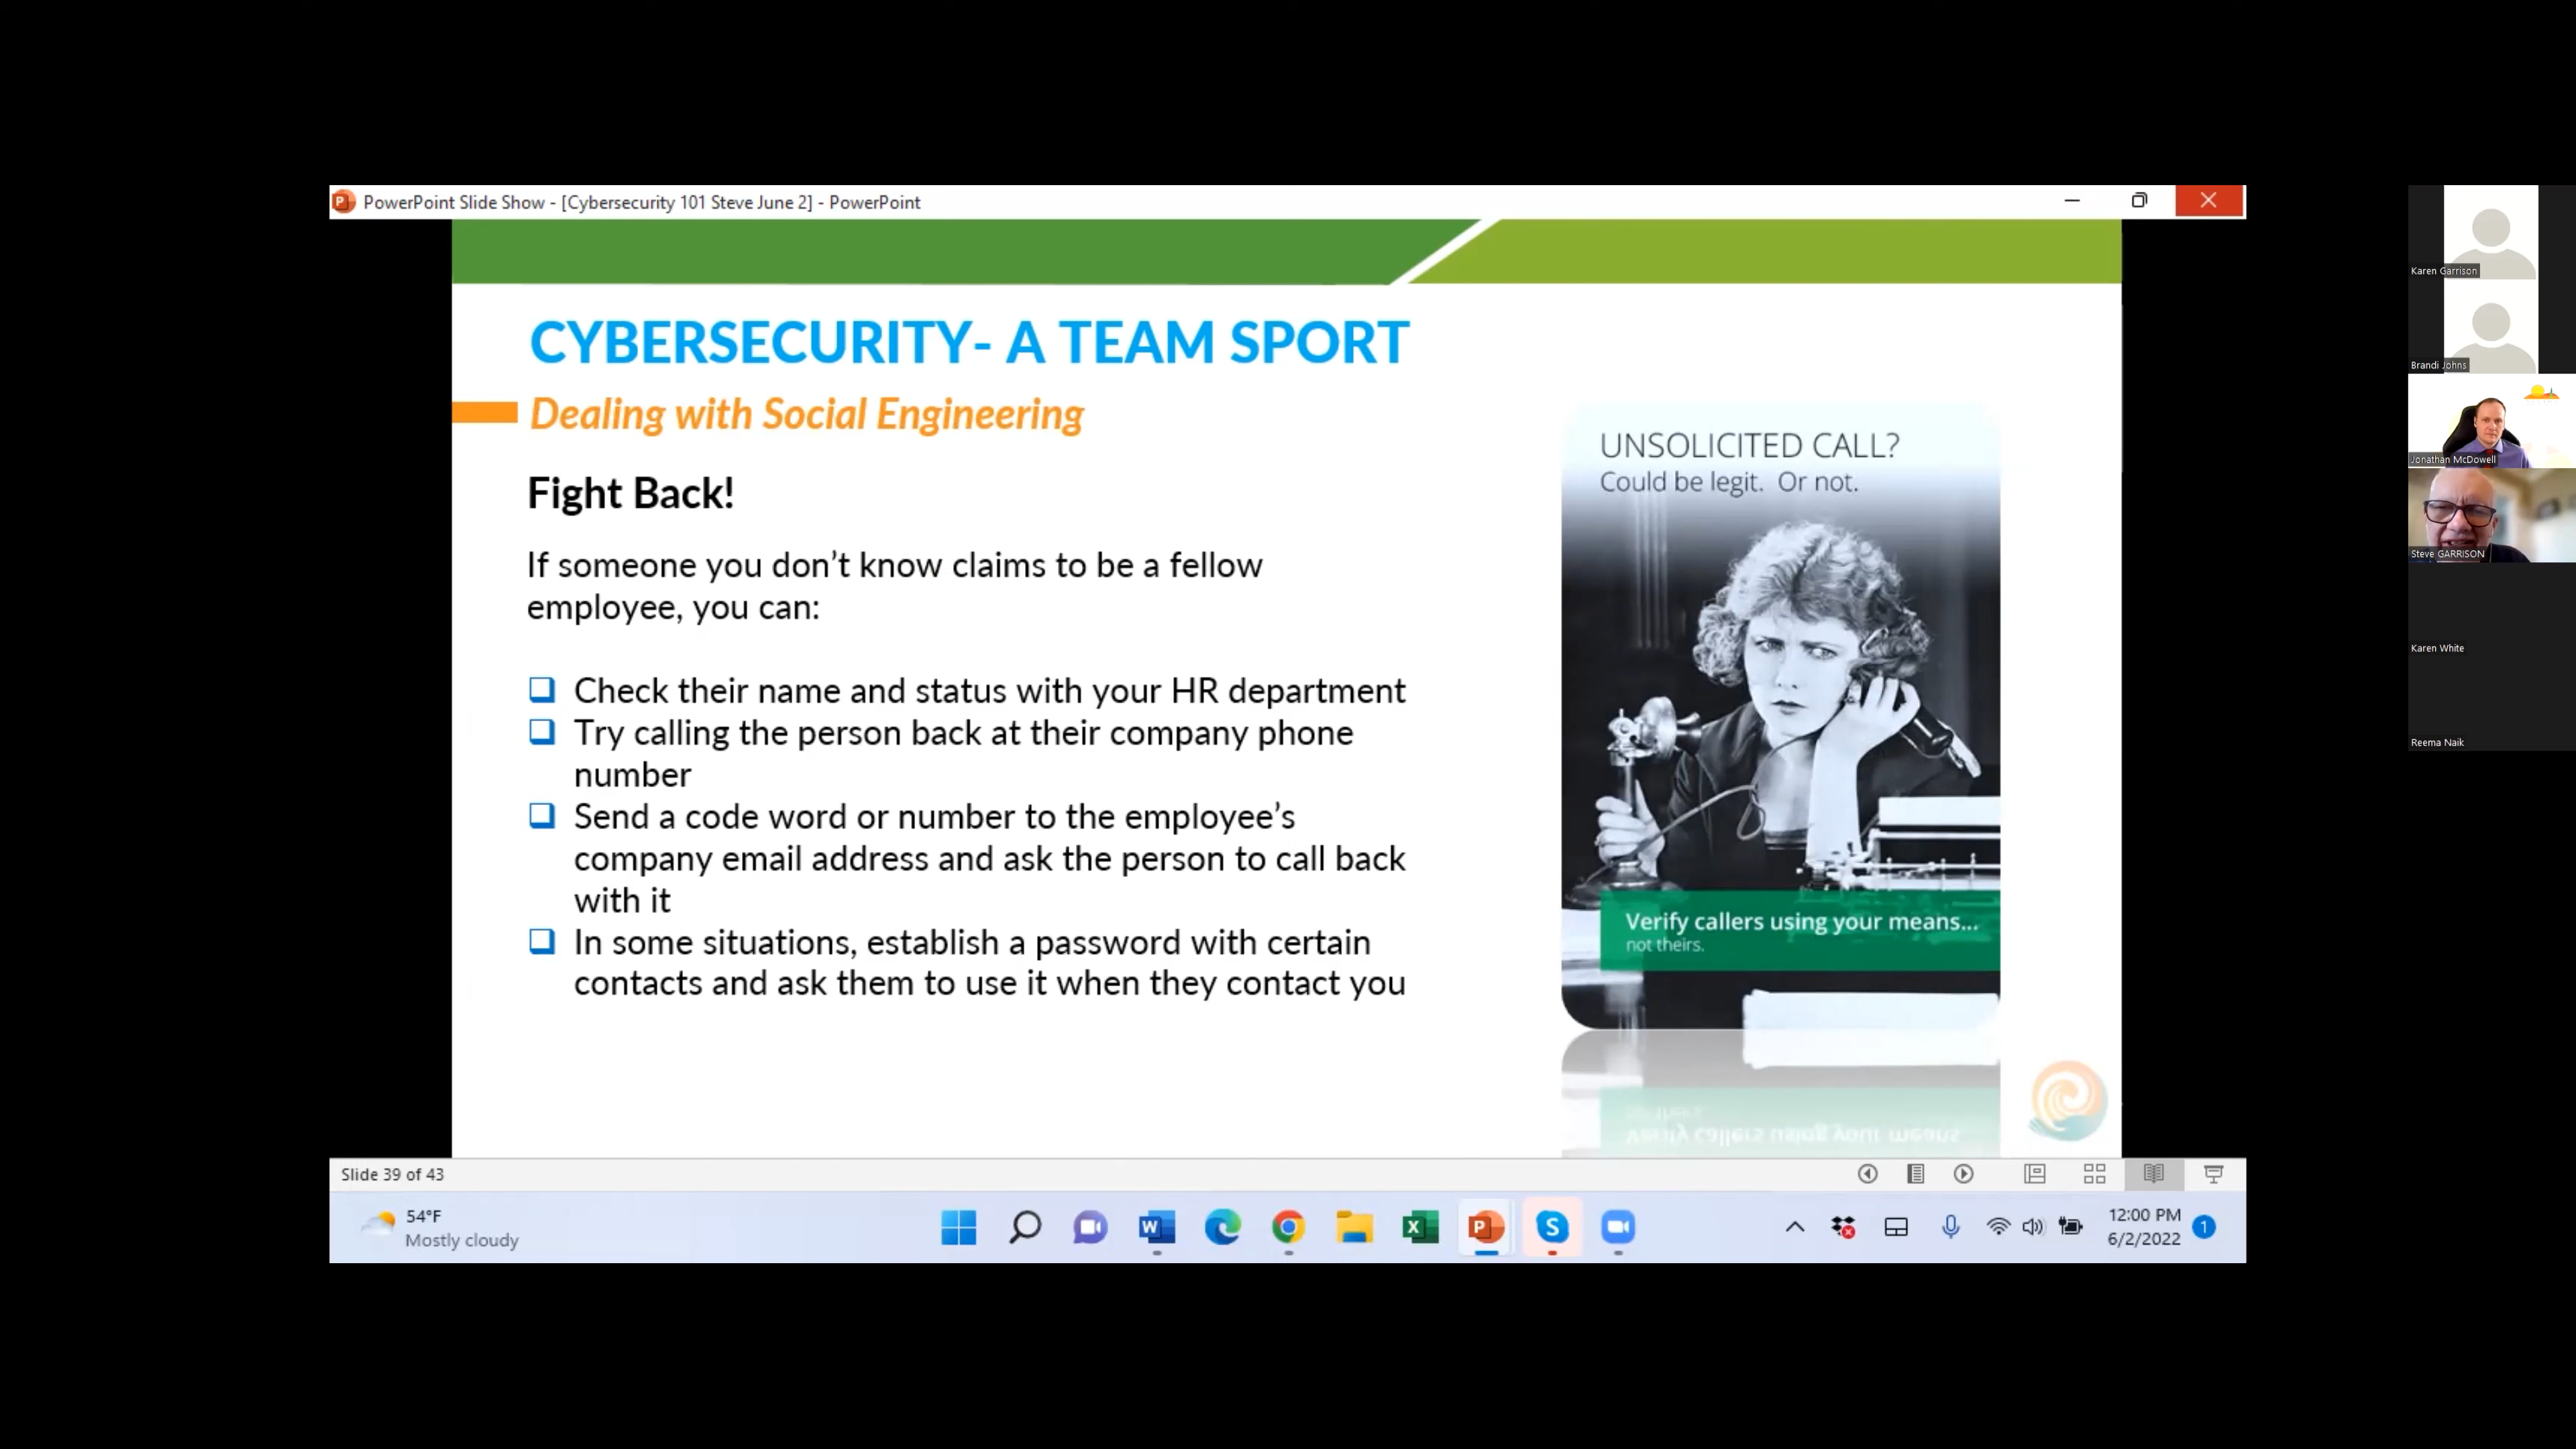 PowerPoint Slide Show - [Cybersecurity 101 Steve June 2] - PowerPoint
CYBERSECURITY- A TEAM SPORT
Dealing with Social Engineering
Fight Back!
If someone you don’t know claims to be a fellow
employee, you can:
Check their name and status with your HR department
Try calling the person back at their company phone
number
Send a code word or number to the employee’s
company email address and ask the person to call back
with it
In some situations, establish a password with certain
contacts and ask them to use it when they contact you
UNSOLICITED CALL?
Could be legit. Or not.
Verify callers using your means...
not theirs.
Verify callers using your means
Slide 39 of 43
54°F
Mostly cloudy
12:00 PM
6/2/2022
1
Karen Garrison
Brandi Johns
Jonathan McDowell
Steve GARRISON
Karen White
Reema Naik